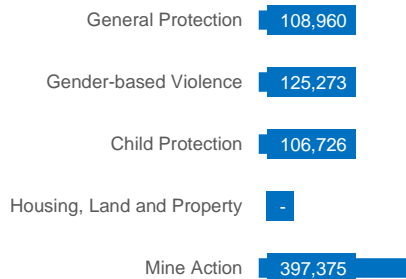 General Protection 108,960
Gender-based Violence 125,273
Child Protection 106,726
Housing, Land and Property -
Mine Action 397,375